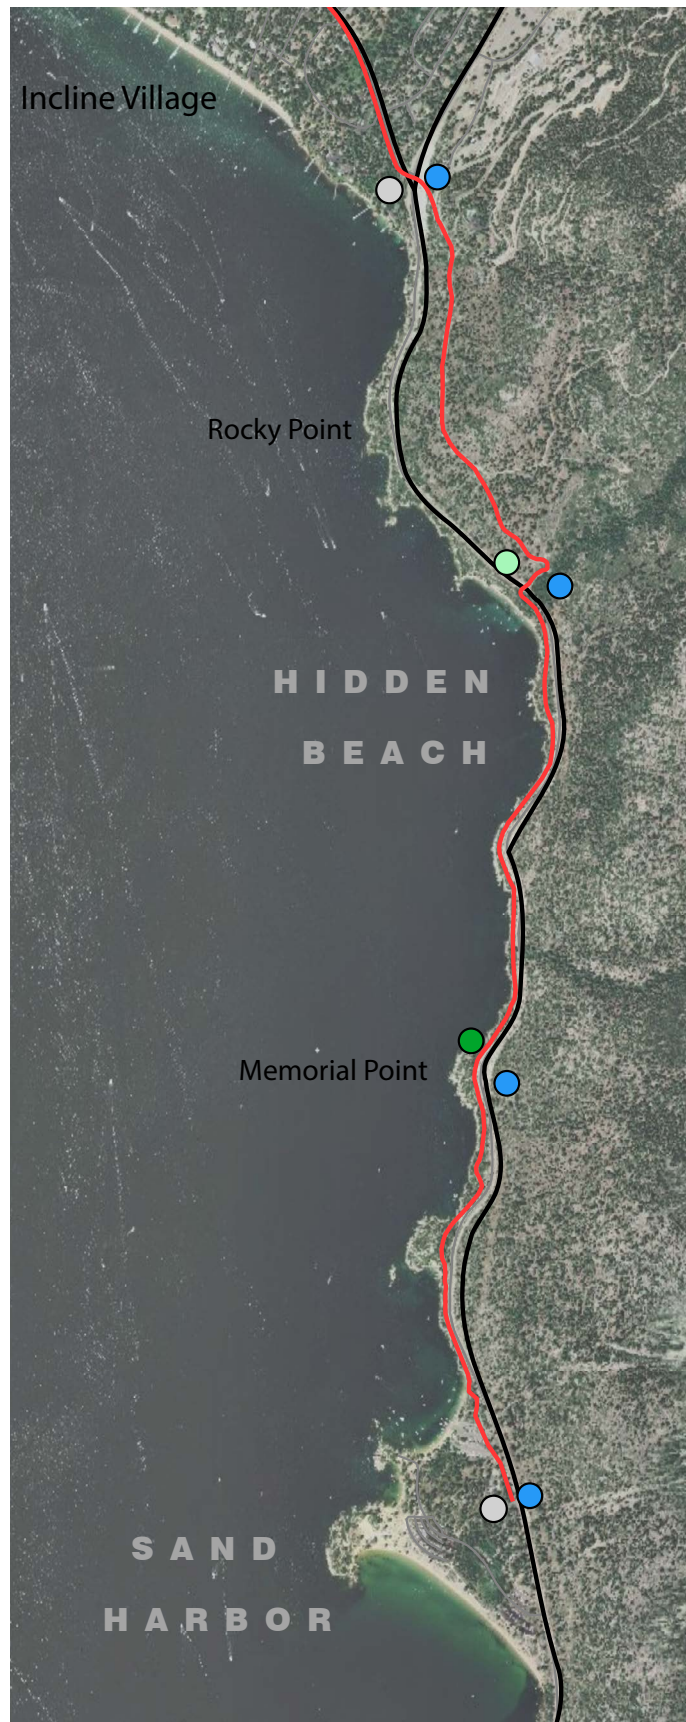 Incline Village
Rocky Point
HIDDEN
BEACH
Memorial Point
SAND
HARBOR